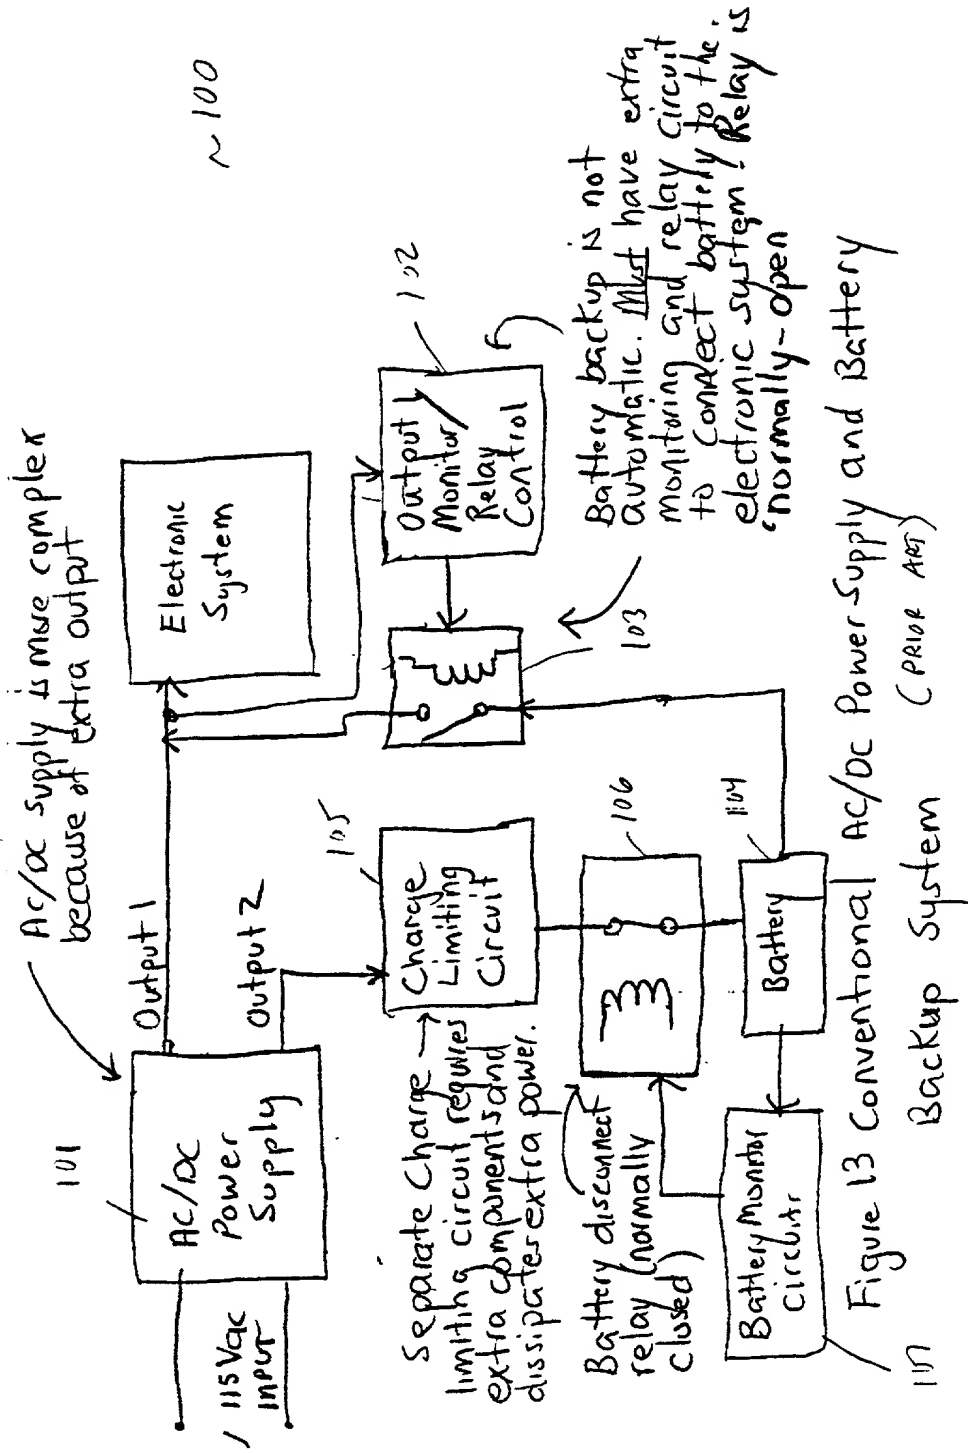 AC/DC supply is more complex
because of extra output
~100
101
AC/DC
Power
Supply
115Vac
INPUT
Output 1
Output 2
Electronic
System
102
Output
Monitor/
Relay
Control
103
Battery backup is not
automatic. Must have extra
monitoring and relay circuit
to connect battery to the
electronic system. Relay is
normally-open
105
Charge
Limiting
Circuit
Separate Charge
limiting circuit requires
extra components and
dissipates extra power.
106
Battery disconnect
relay (normally
closed)
104
Battery
Battery Monitor
Circuitr
107
Figure 13 Conventional AC/DC Power Supply and Battery
Backup System (PRIOR ART)